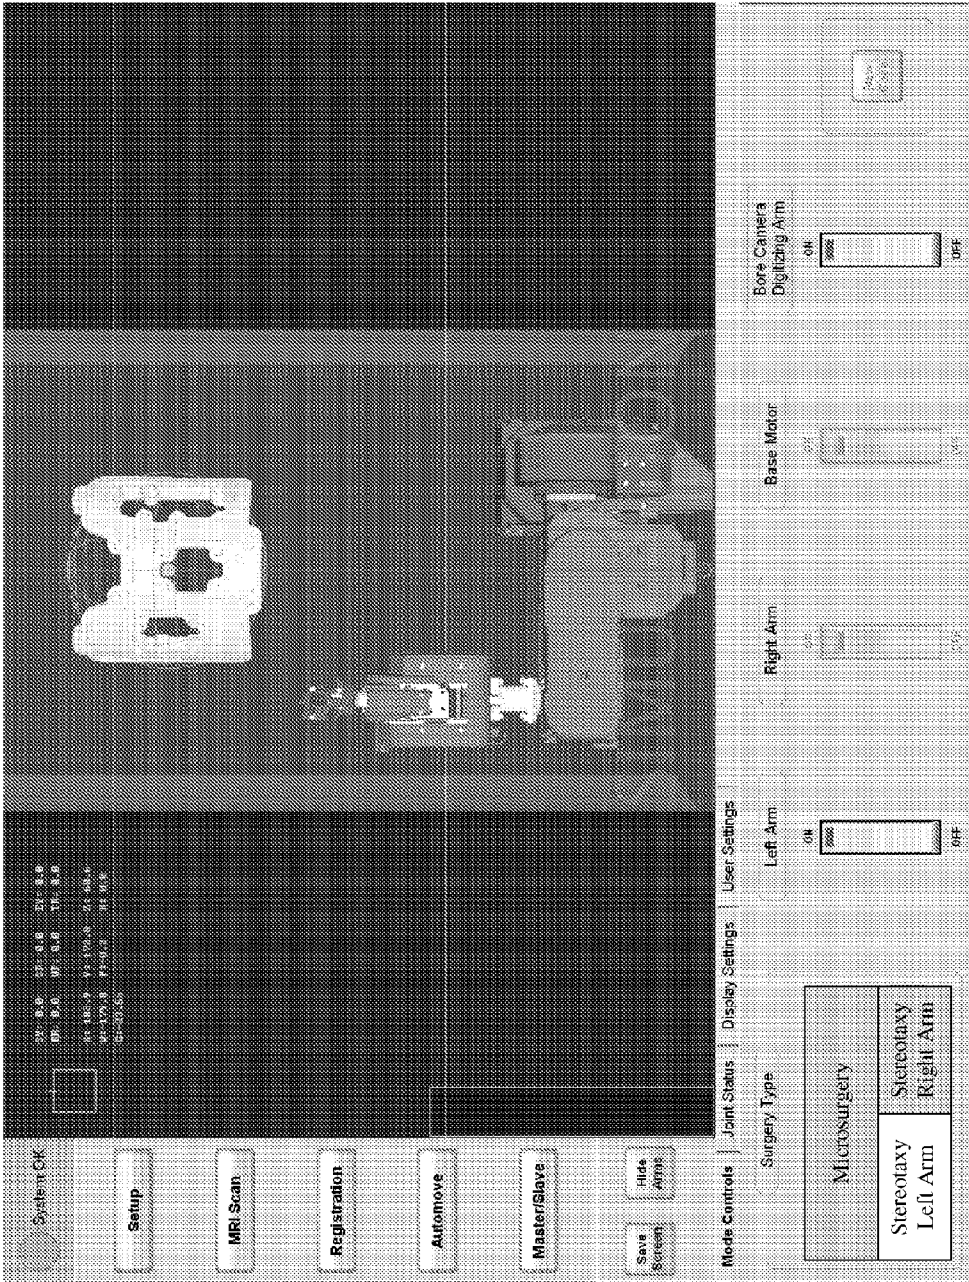 System OK
Setup
MRI Scan
Registration
Automove
Master/Slave
Save
Screen
Hide
Arms
Mode Controls
Joint Status
Display Settings
User Settings
Surgery Type
Microsurgery
Stereotaxy
Left Arm
Stereotaxy
Right Arm
Left Arm
ON
OFF
Right Arm
Base Motor
Bore Camera
Digitizing Arm
ON
OFF